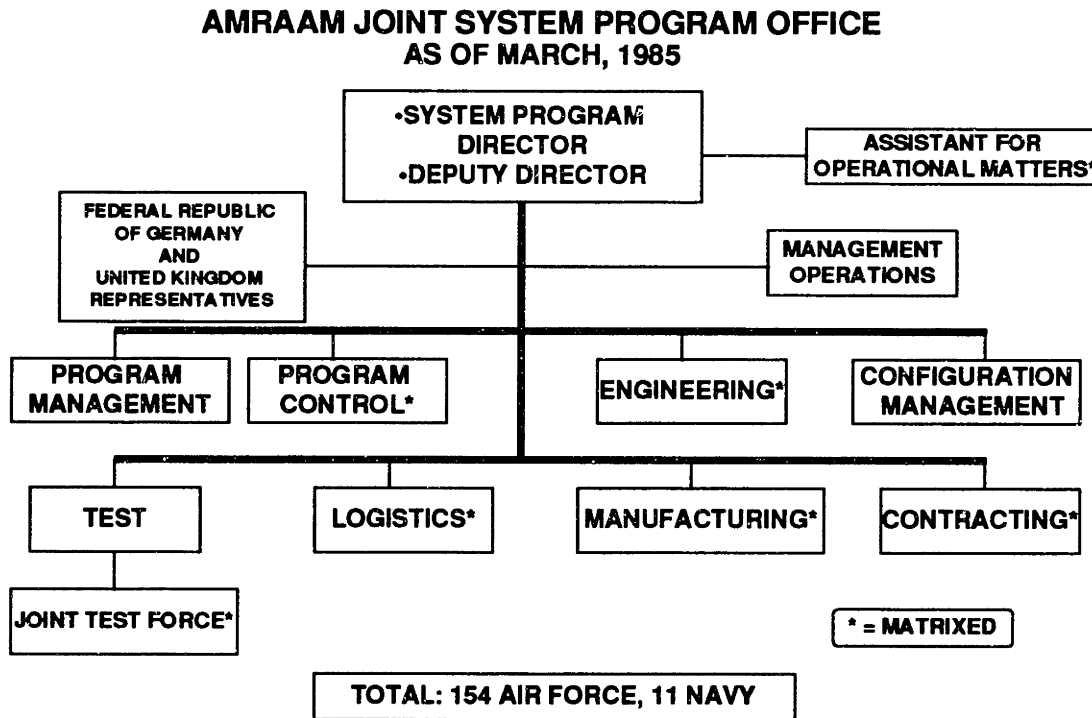 AMRAAM JOINT SYSTEM PROGRAM OFFICE
AS OF MARCH, 1985
•SYSTEM PROGRAM
DIRECTOR
•DEPUTY DIRECTOR
ASSISTANT FOR
OPERATIONAL MATTERS*
FEDERAL REPUBLIC
OF GERMANY
AND
UNITED KINGDOM
REPRESENTATIVES
MANAGEMENT
OPERATIONS
PROGRAM
MANAGEMENT
PROGRAM
CONTROL*
ENGINEERING*
CONFIGURATION
MANAGEMENT
TEST
LOGISTICS*
MANUFACTURING*
CONTRACTING*
JOINT TEST FORCE*
* = MATRIXED
TOTAL: 154 AIR FORCE, 11 NAVY